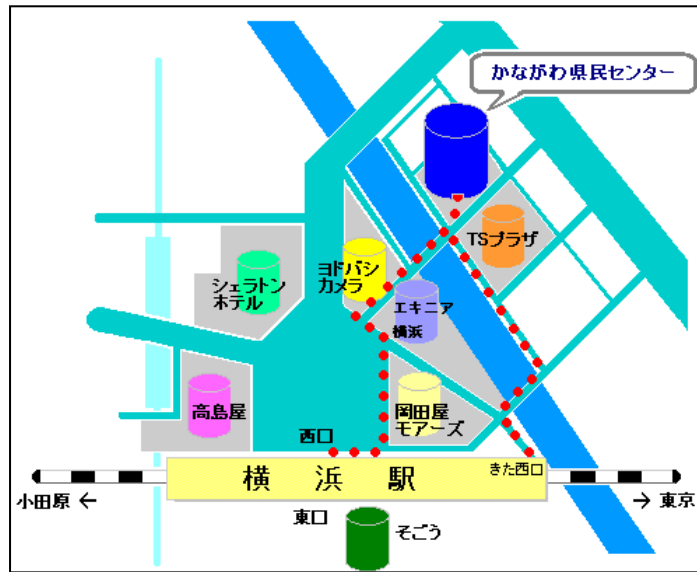 かながわ県民センター
TSプラザ
ヨドバシ
カメラ
シェラトン
ホテル
エキニア
横浜
高島屋
岡田屋
モアーズ
西口
きた西口
横浜駅
小田原 ←
→ 東京
東口
そごう